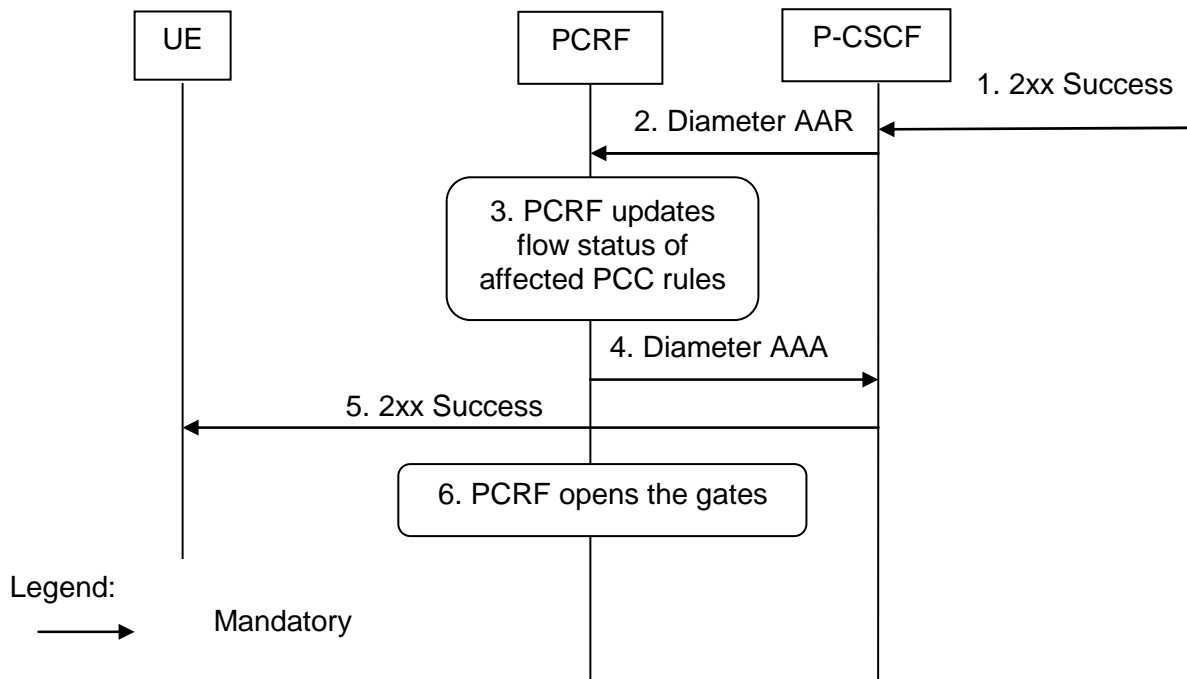 UE
PCRF
P-CSCF
1. 2xx Success
2. Diameter AAR
3. PCRF updates
flow status of
affected PCC rules
4. Diameter AAA
5. 2xx Success
6. PCRF opens the gates
Legend:
Mandatory